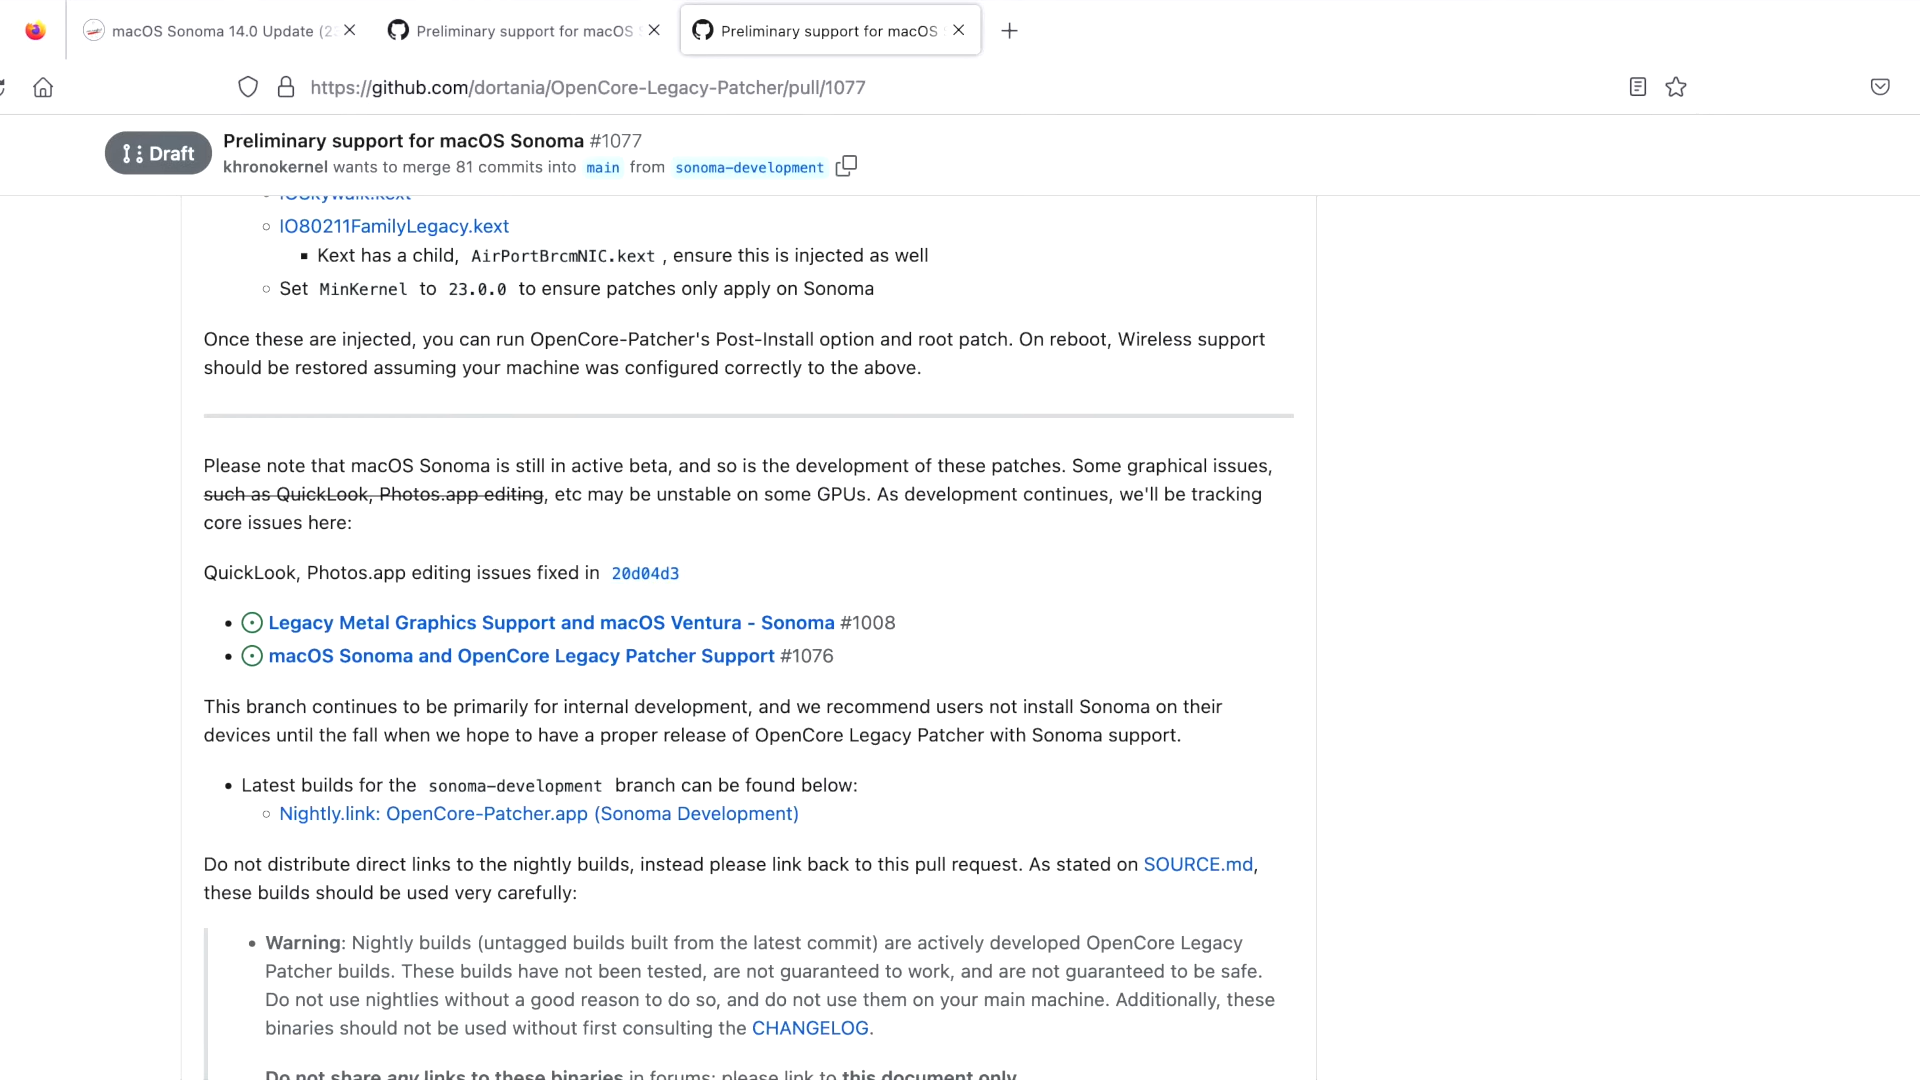 macOS Sonoma 14.0 Update (2
Preliminary support for macOS
Preliminary support for macOS
https://github.com/dortania/OpenCore-Legacy-Patcher/pull/1077
Draft
Preliminary support for macOS Sonoma #1077
khronokernel wants to merge 81 commits into main from sonoma-development
IOSkywalk.kext
IO80211FamilyLegacy.kext
Kext has a child, AirPortBrcmNIC.kext , ensure this is injected as well
Set MinKernel to 23.0.0 to ensure patches only apply on Sonoma
Once these are injected, you can run OpenCore-Patcher's Post-Install option and root patch. On reboot, Wireless support
should be restored assuming your machine was configured correctly to the above.
Please note that macOS Sonoma is still in active beta, and so is the development of these patches. Some graphical issues,
such as QuickLook, Photos.app editing, etc may be unstable on some GPUs. As development continues, we'll be tracking
core issues here:
QuickLook, Photos.app editing issues fixed in 20d04d3
Legacy Metal Graphics Support and macOS Ventura - Sonoma #1008
macOS Sonoma and OpenCore Legacy Patcher Support #1076
This branch continues to be primarily for internal development, and we recommend users not install Sonoma on their
devices until the fall when we hope to have a proper release of OpenCore Legacy Patcher with Sonoma support.
Latest builds for the sonoma-development branch can be found below:
Nightly.link: OpenCore-Patcher.app (Sonoma Development)
Do not distribute direct links to the nightly builds, instead please link back to this pull request. As stated on SOURCE.md,
these builds should be used very carefully:
Warning: Nightly builds (untagged builds built from the latest commit) are actively developed OpenCore Legacy
Patcher builds. These builds have not been tested, are not guaranteed to work, and are not guaranteed to be safe.
Do not use nightlies without a good reason to do so, and do not use them on your main machine. Additionally, these
binaries should not be used without first consulting the CHANGELOG.
Do not share any links to these binaries in forums; please link to this document only